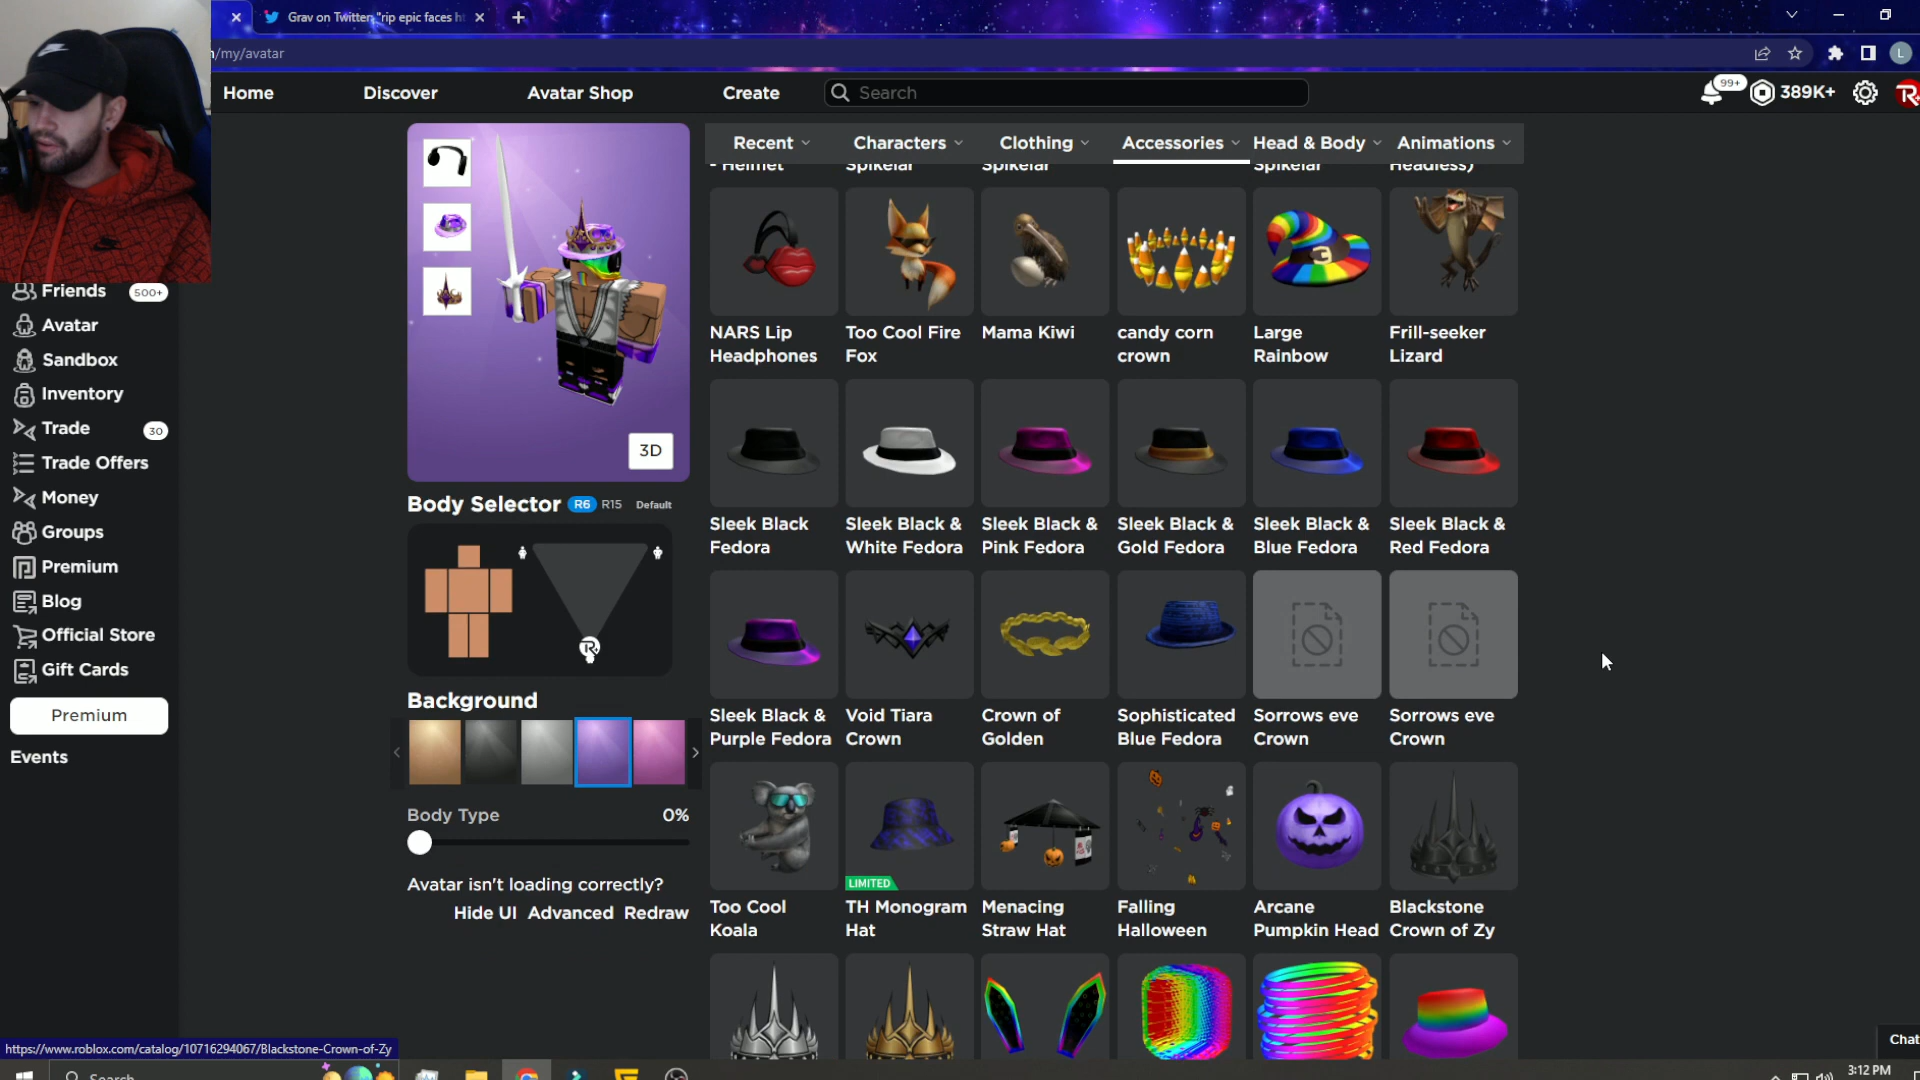 Grav on Twitter: "rip epic faces h
/my/avatar
Home
Discover
Avatar Shop
Create
Search
99+
389K+
Recent
Characters
Clothing
Accessories
Head & Body
Animations
- Helmet
Spikelar
Spikelar
Spikelar
Headless)
NARS Lip Headphones
Too Cool Fire Fox
Mama Kiwi
candy corn crown
Large Rainbow
Frill-seeker Lizard
Friends 500+
Avatar
Sandbox
Inventory
Trade 30
Trade Offers
Money
Groups
Premium
Blog
Official Store
Gift Cards
Premium
Events
3D
Body Selector R6 R15 Default
Background
Body Type 0%
Avatar isn't loading correctly?
Hide UI Advanced Redraw
Sleek Black Fedora
Sleek Black & White Fedora
Sleek Black & Pink Fedora
Sleek Black & Gold Fedora
Sleek Black & Blue Fedora
Sleek Black & Red Fedora
Sleek Black & Purple Fedora
Void Tiara Crown
Crown of Golden
Sophisticated Blue Fedora
Sorrows eve Crown
Sorrows eve Crown
LIMITED
Too Cool Koala
TH Monogram Hat
Menacing Straw Hat
Falling Halloween
Arcane Pumpkin Head
Blackstone Crown of Zy
Chat
https://www.roblox.com/catalog/10716294067/Blackstone-Crown-of-Zy
Search
3:12 PM